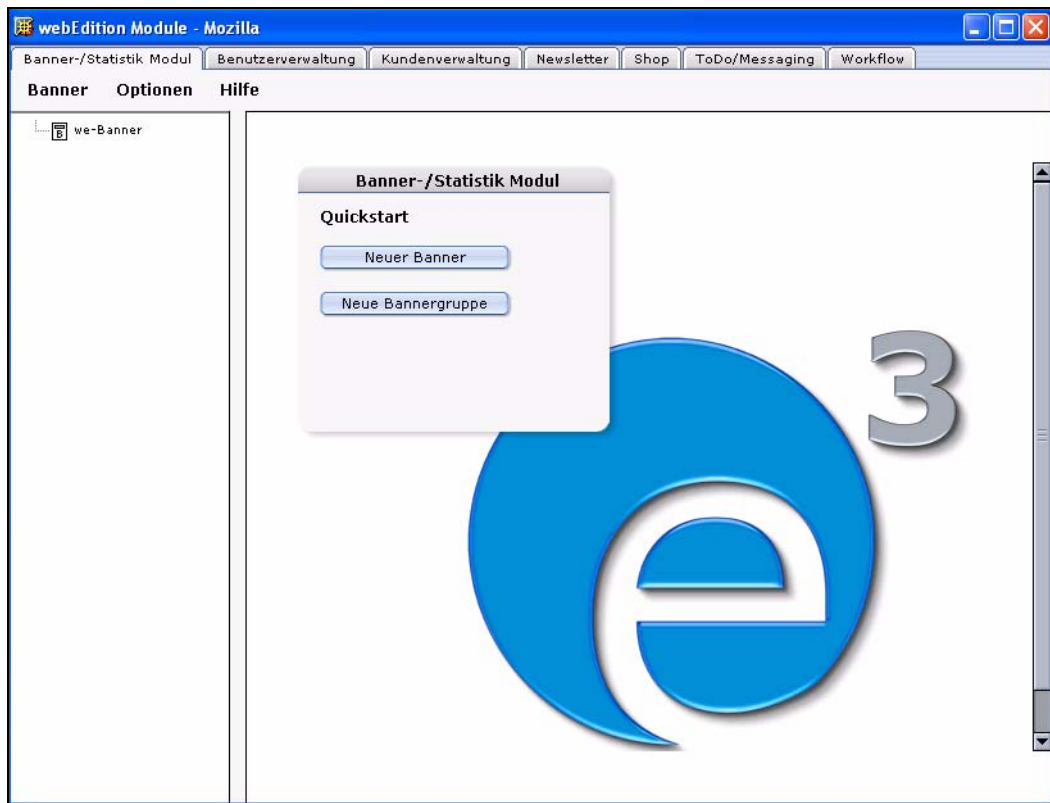 webEdition Module - Mozilla
Banner-/Statistik Modul Benutzerverwaltung Kundenverwaltung Newsletter Shop ToDo/Messaging Workflow
Banner Optionen Hilfe
we-Banner
Banner-/Statistik Modul
Quickstart
Neuer Banner
Neue Bannergruppe
e 3